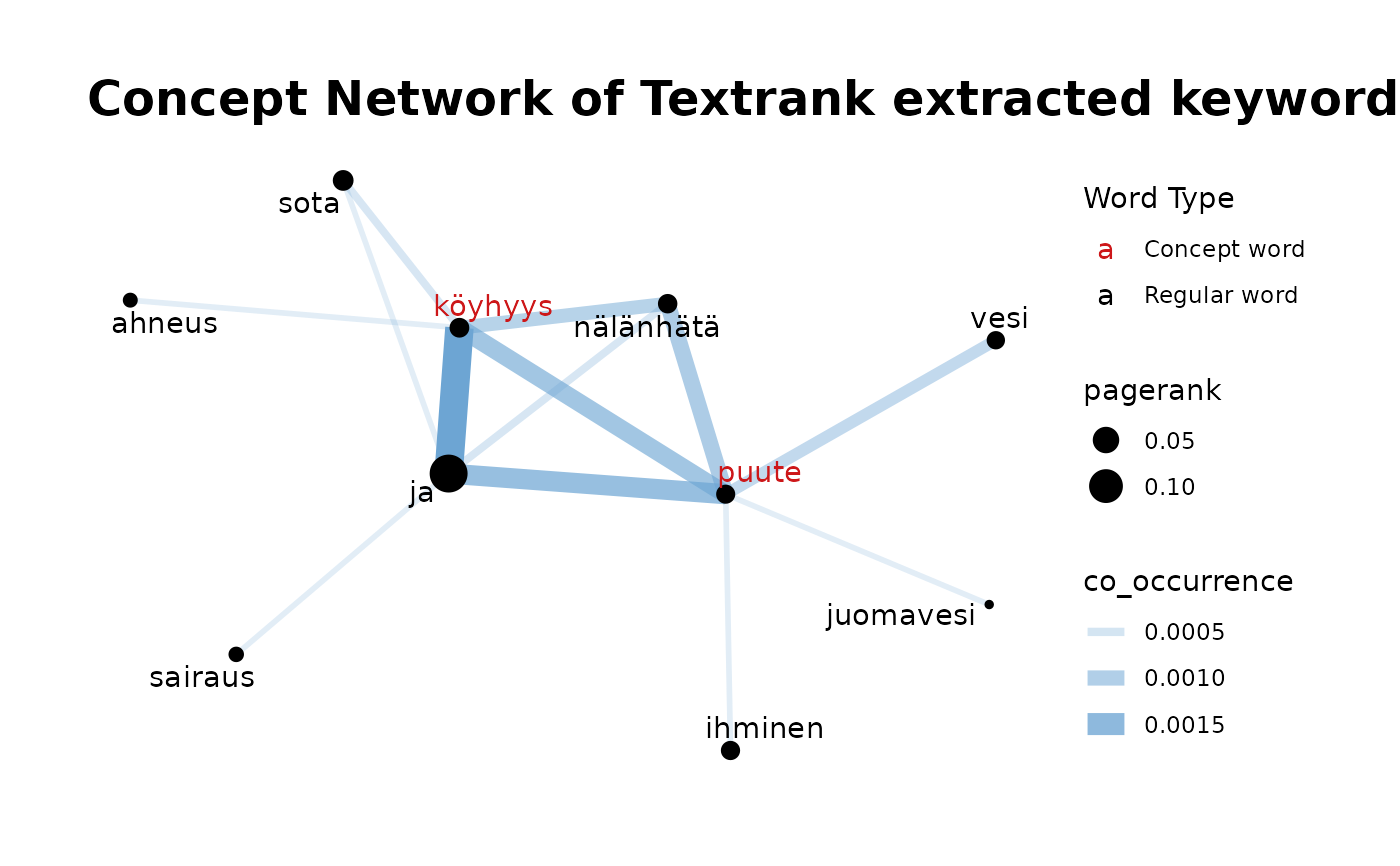 Concept Network of Textrank extracted keyword
sota
ahneus
köyhyys
nälänhätä
vesi
ja
puute
juomavesi
sairaus
ihminen
Word Type
a Concept word
a Regular word
pagerank
0.05
0.10
co_occurrence
0.0005
0.0010
0.0015